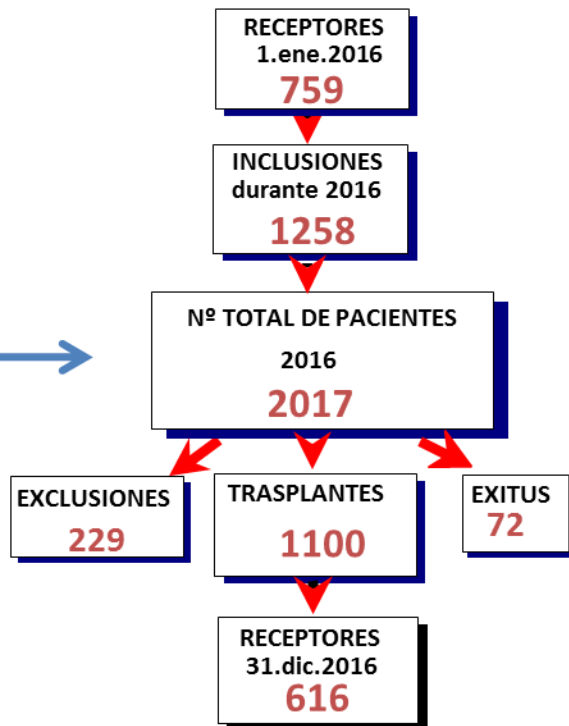 RECEPTORES
1.ene.2016
759
INCLUSIONES
durante 2016
1258
Nº TOTAL DE PACIENTES
2016
2017
EXCLUSIONES
229
TRASPLANTES
1100
EXITUS
72
RECEPTORES
31.dic.2016
616